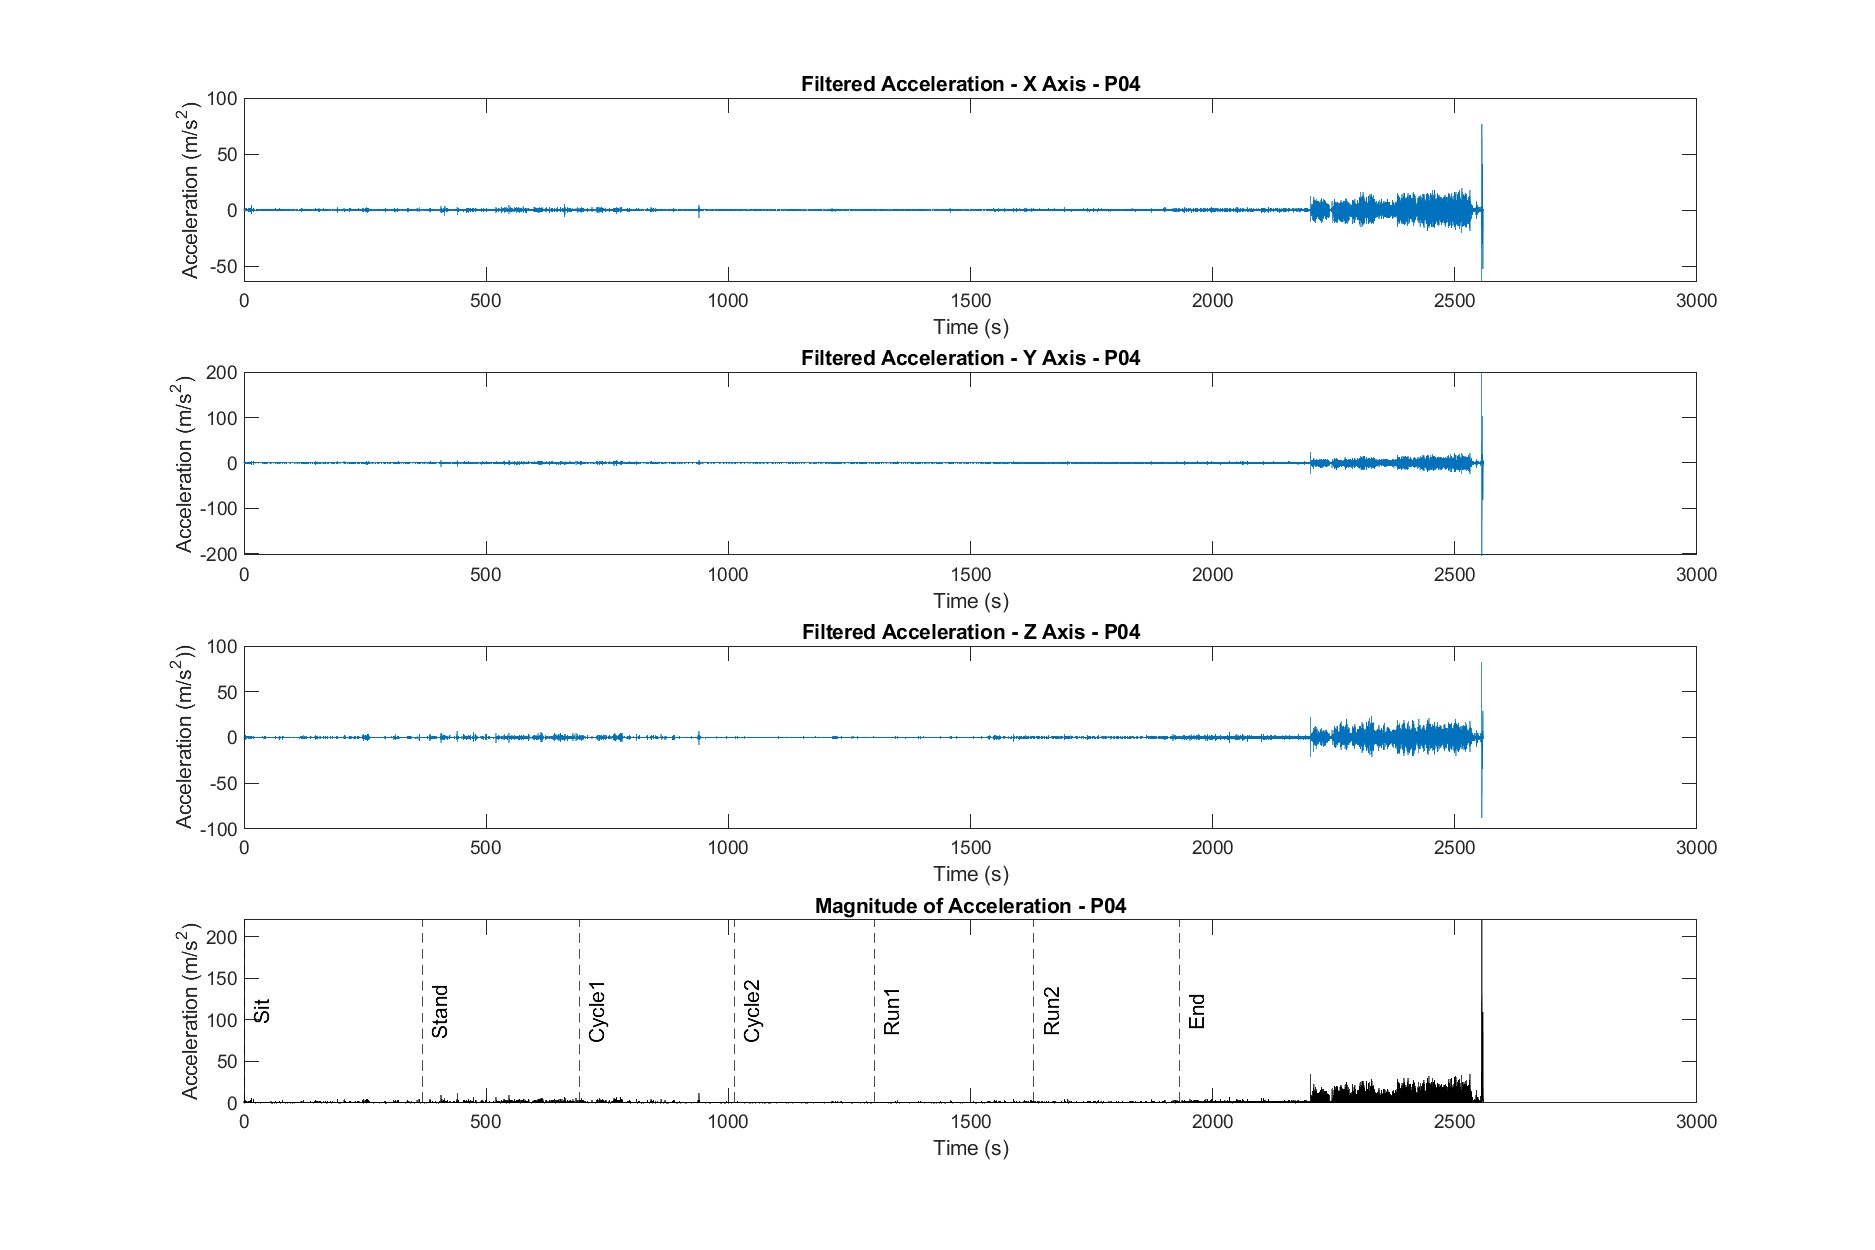 Filtered Acceleration - X Axis - P04
Acceleration (m/s²)
100
50
0
-50
0 500 1000 1500 2000 2500 3000
Time (s)
Filtered Acceleration - Y Axis - P04
Acceleration (m/s²)
200
100
0
-100
-200
0 500 1000 1500 2000 2500 3000
Time (s)
Filtered Acceleration - Z Axis - P04
Acceleration (m/s²))
100
50
0
-50
-100
0 500 1000 1500 2000 2500 3000
Time (s)
Magnitude of Acceleration - P04
Acceleration (m/s²)
200
150
100
50
0
Sit
Stand
Cycle1
Cycle2
Run1
Run2
End
0 500 1000 1500 2000 2500 3000
Time (s)